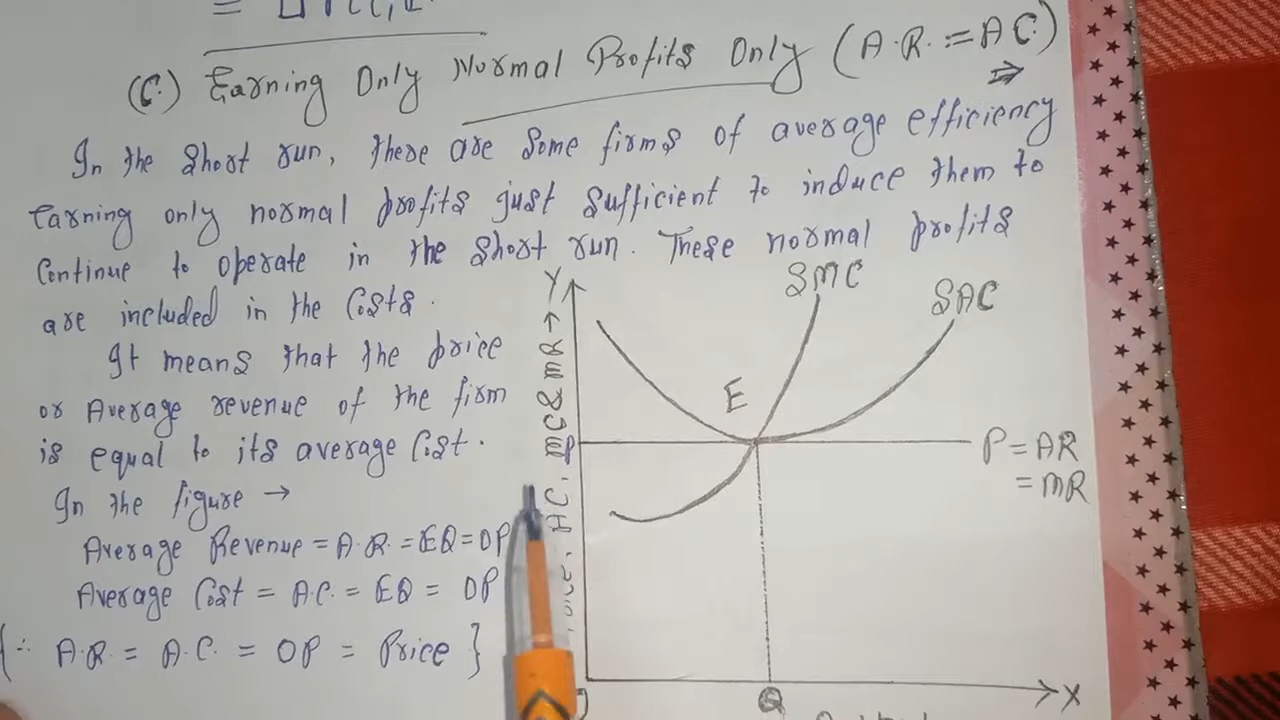 (C.) Earning Only Normal Profits Only (A.R. = AC)
⇒
In the Short run, there are Some firms of average efficiency
Earning only normal profits just Sufficient to induce them to
Continue to Operate in the Short run. These normal profits
are included in the Costs.
It means that the price
or Average revenue of the firm
is equal to its average Cost.
In the figure →
Average Revenue = A.R. = EQ = OP
Average Cost = A.C. = EQ = OP
{∴ A.R. = A.C. = OP = Price }
Y
SMC
SAC
E
P
P = AR
= MR
AC,
Q
X